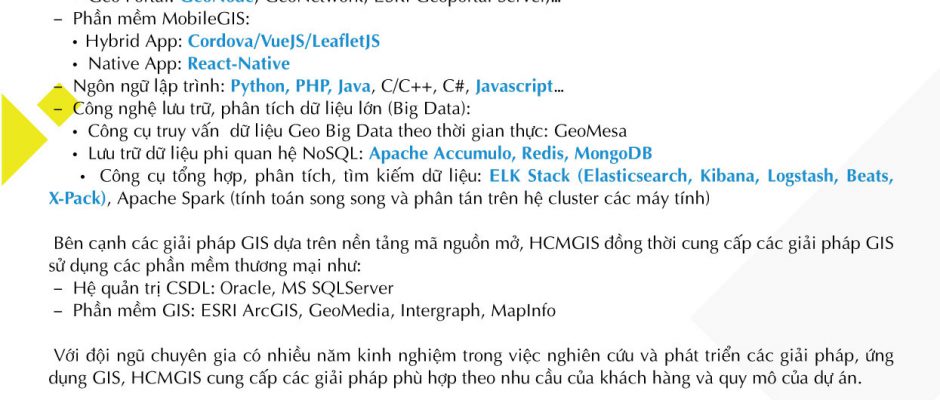 Geo Portal: GeoNode, GeoNetwork, ESRI Geoportal Server,...
– Phần mềm MobileGIS:
• Hybrid App: Cordova/VueJS/LeafletJS
• Native App: React-Native
– Ngôn ngữ lập trình: Python, PHP, Java, C/C++, C#, Javascript...
– Công nghệ lưu trữ, phân tích dữ liệu lớn (Big Data):
• Công cụ truy vấn dữ liệu Geo Big Data theo thời gian thực: GeoMesa
• Lưu trữ dữ liệu phi quan hệ NoSQL: Apache Accumulo, Redis, MongoDB
• Công cụ tổng hợp, phân tích, tìm kiếm dữ liệu: ELK Stack (Elasticsearch, Kibana, Logstash, Beats,
X-Pack), Apache Spark (tính toán song song và phân tán trên hệ cluster các máy tính)
Bên cạnh các giải pháp GIS dựa trên nền tảng mã nguồn mở, HCMGIS đồng thời cung cấp các giải pháp GIS
sử dụng các phần mềm thương mại như:
– Hệ quản trị CSDL: Oracle, MS SQLServer
– Phần mềm GIS: ESRI ArcGIS, GeoMedia, Intergraph, MapInfo
Với đội ngũ chuyên gia có nhiều năm kinh nghiệm trong việc nghiên cứu và phát triển các giải pháp, ứng
dụng GIS, HCMGIS cung cấp các giải pháp phù hợp theo nhu cầu của khách hàng và quy mô của dự án.